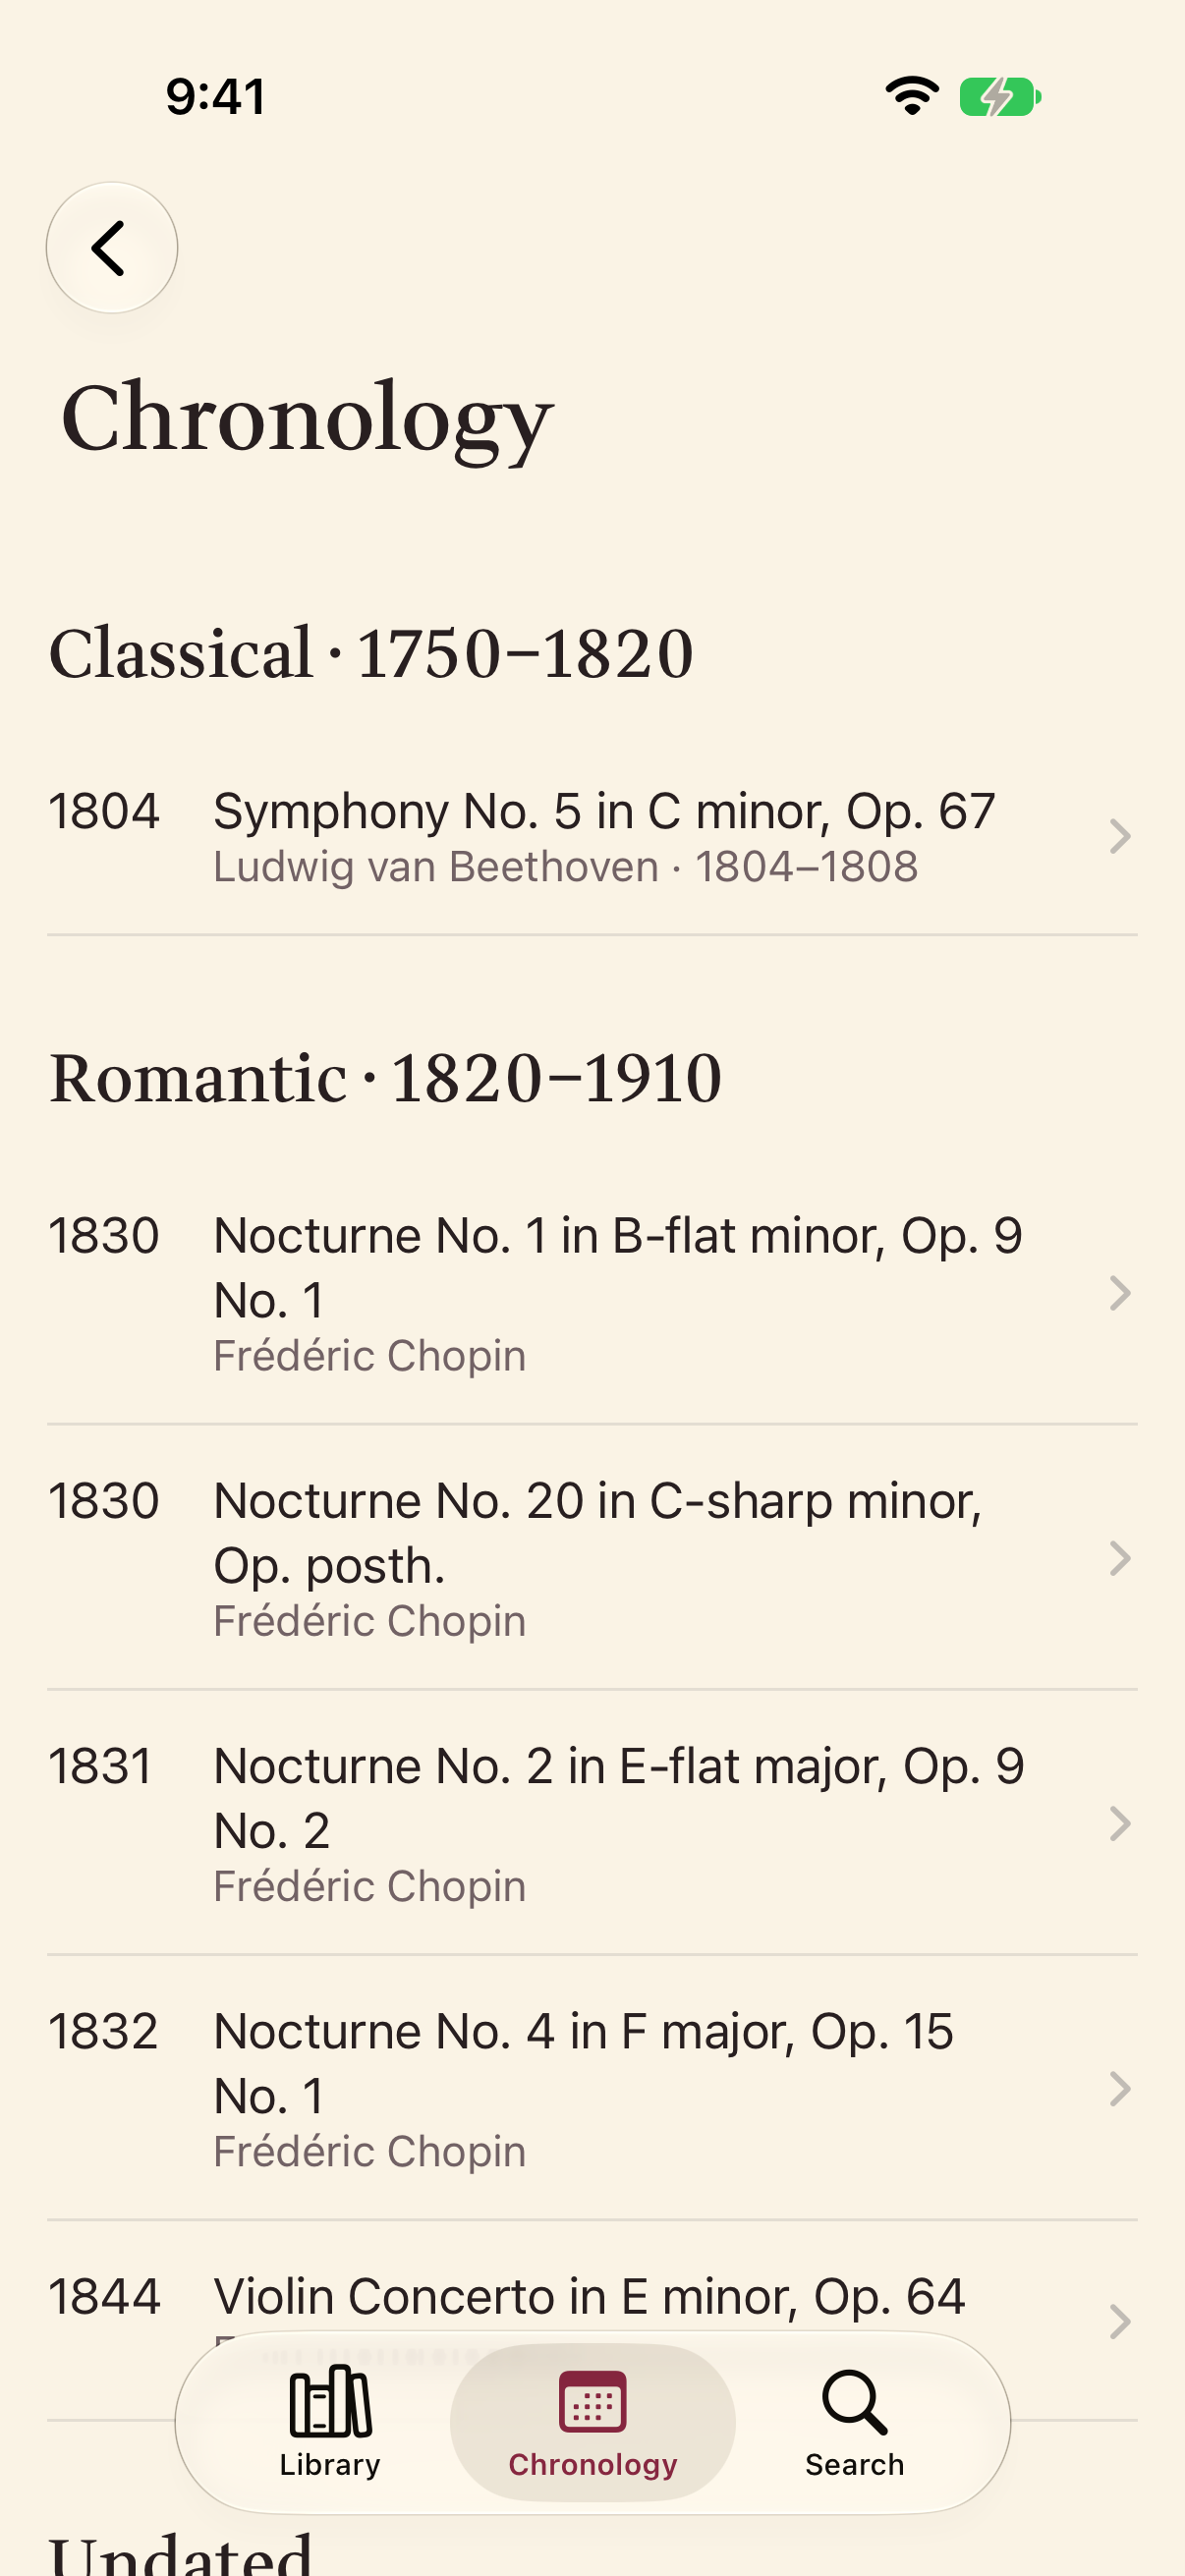 9:41
Chronology
Classical · 1750–1820
1804 Symphony No. 5 in C minor, Op. 67
Ludwig van Beethoven · 1804–1808
Romantic · 1820–1910
1830 Nocturne No. 1 in B-flat minor, Op. 9
No. 1
Frédéric Chopin
1830 Nocturne No. 20 in C-sharp minor,
Op. posth.
Frédéric Chopin
1831 Nocturne No. 2 in E-flat major, Op. 9
No. 2
Frédéric Chopin
1832 Nocturne No. 4 in F major, Op. 15
No. 1
Frédéric Chopin
1844 Violin Concerto in E minor, Op. 64
Library Chronology Search
Undated